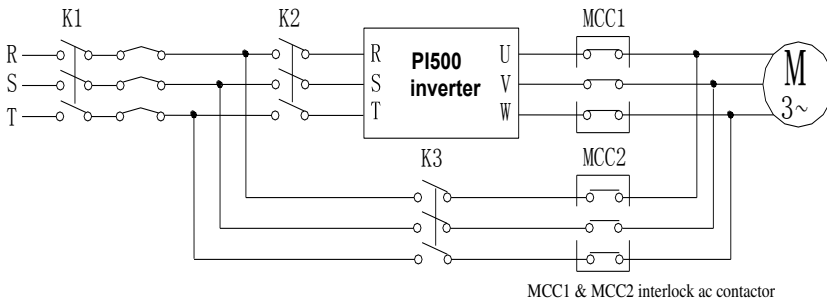 K1
K2
MCC1
R
R
PI500
U
M
S
S
inverter
V
T
T
W
3~
K3
MCC2
MCC1 & MCC2 interlock ac contactor